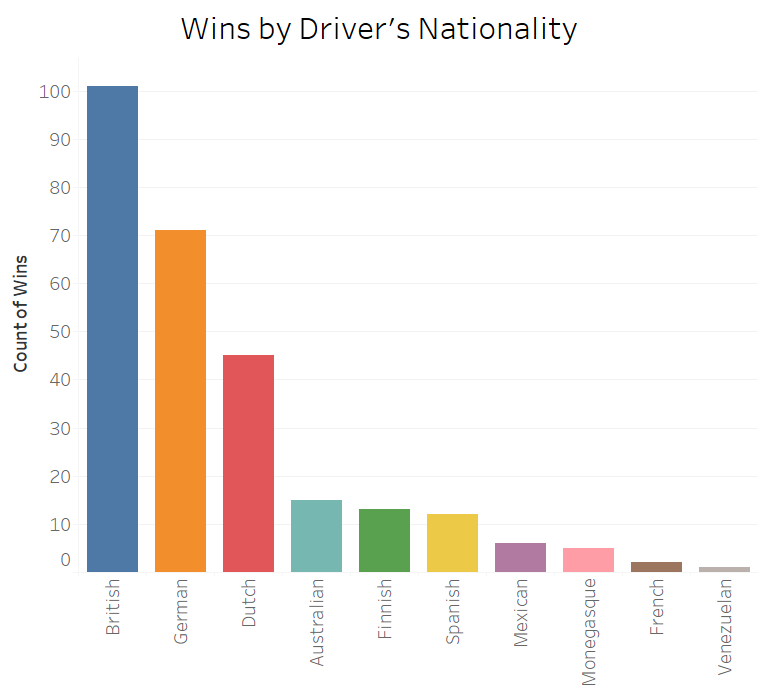 Wins by Driver’s Nationality
Count of Wins
100
90
80
70
60
50
40
30
20
10
0
British
German
Dutch
Australian
Finnish
Spanish
Mexican
Monegasque
French
Venezuelan